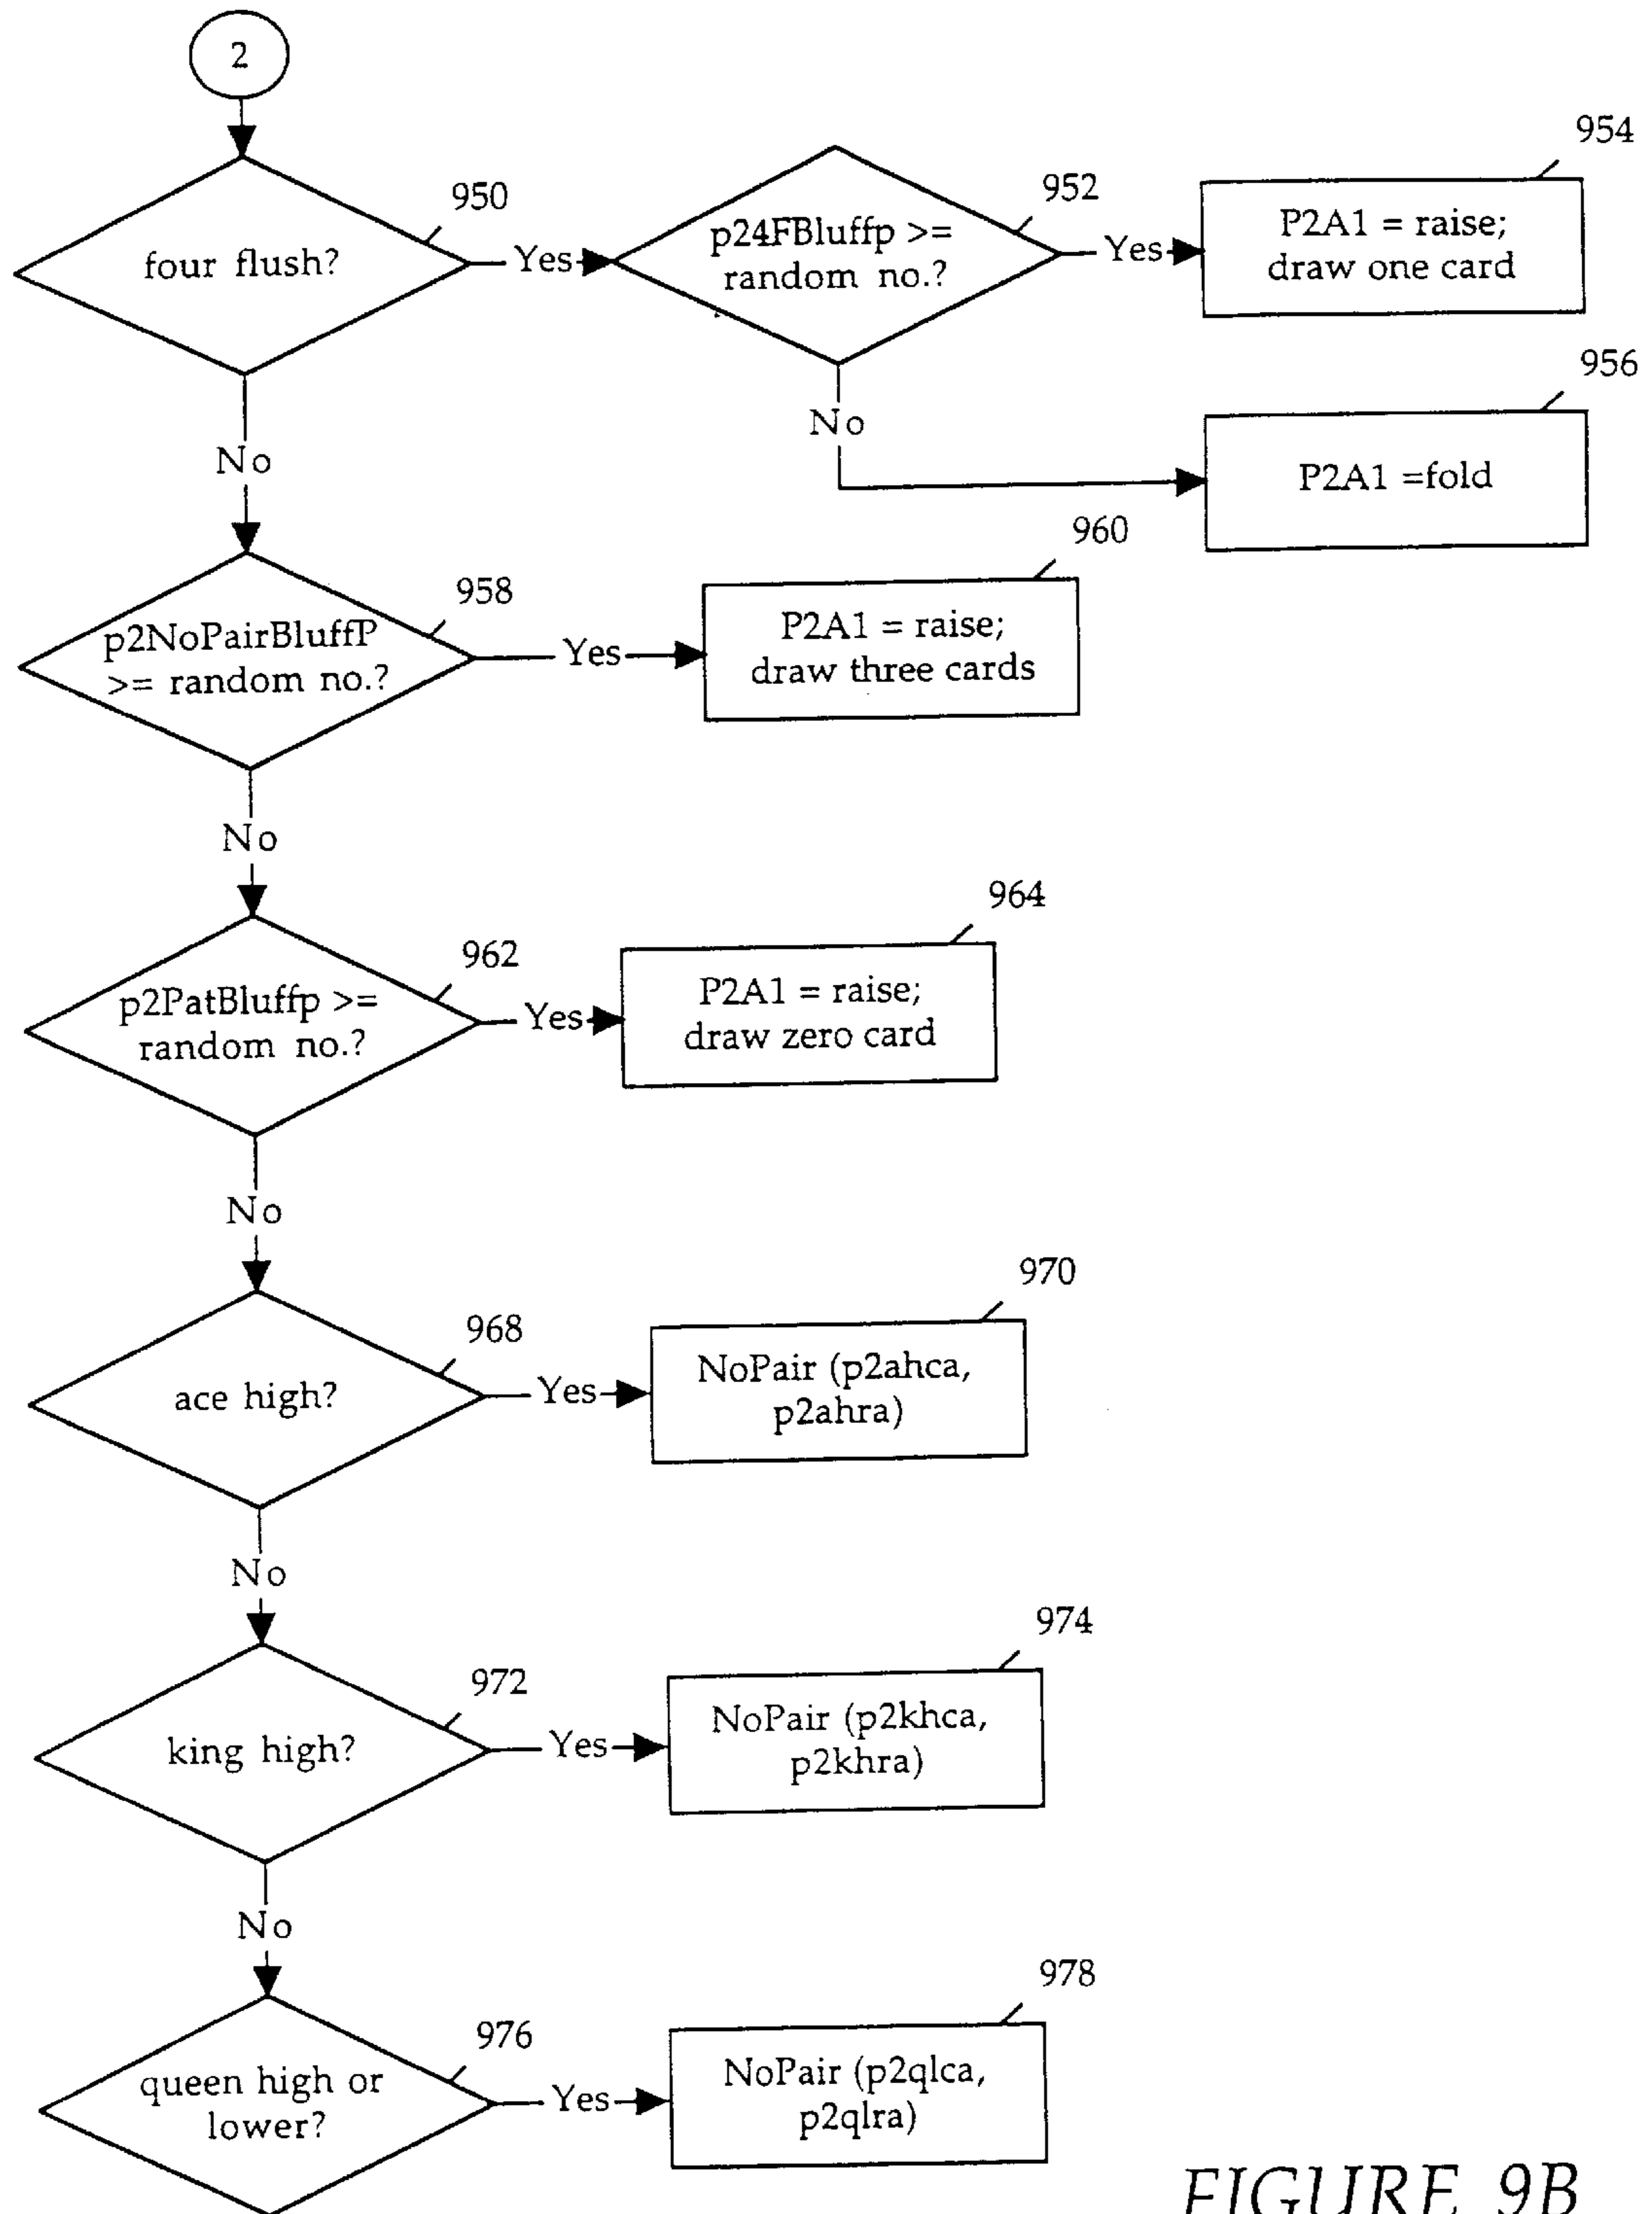 2
950
four flush?
Yes
952
p24FBluffp >=
random no.?
Yes
954
P2A1 = raise;
draw one card
No
956
P2A1 =fold
No
958
p2NoPairBluffP
>= random no.?
Yes
960
P2A1 = raise;
draw three cards
No
962
p2PatBluffp >=
random no.?
Yes
964
P2A1 = raise;
draw zero card
No
968
ace high?
Yes
970
NoPair (p2ahca,
p2ahra)
No
972
king high?
Yes
974
NoPair (p2khca,
p2khra)
No
976
queen high or
lower?
Yes
978
NoPair (p2qlca,
p2qlra)
FIGURE 9B